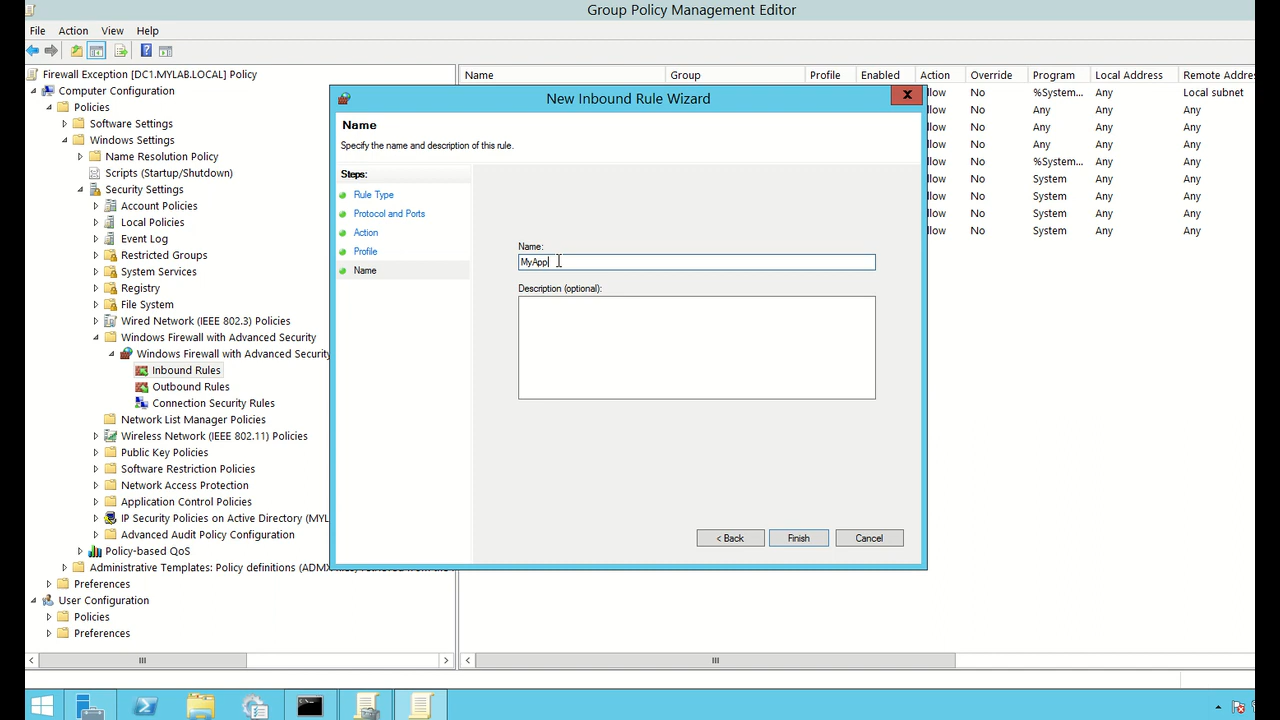 Group Policy Management Editor
File Action View Help
Firewall Exception [DC1.MYLAB.LOCAL] Policy
Computer Configuration
Policies
Software Settings
Windows Settings
Name Resolution Policy
Scripts (Startup/Shutdown)
Security Settings
Account Policies
Local Policies
Event Log
Restricted Groups
System Services
Registry
File System
Wired Network (IEEE 802.3) Policies
Windows Firewall with Advanced Security
Windows Firewall with Advanced Security
Inbound Rules
Outbound Rules
Connection Security Rules
Network List Manager Policies
Wireless Network (IEEE 802.11) Policies
Public Key Policies
Software Restriction Policies
Network Access Protection
Application Control Policies
IP Security Policies on Active Directory (MYL
Advanced Audit Policy Configuration
Policy-based QoS
Administrative Templates: Policy definitions (ADMX
Preferences
User Configuration
Policies
Preferences
Name Group Profile Enabled Action Override Program Local Address Remote Addre
llow No %System... Any Local subnet
llow No Any Any Any
llow No Any Any Any
llow No Any Any Any
llow No %System... Any Any
llow No System Any Any
llow No System Any Any
llow No System Any Any
llow No System Any Any
New Inbound Rule Wizard
Name
Specify the name and description of this rule.
Steps:
Rule Type
Protocol and Ports
Action
Profile
Name
Name:
MyApp
Description (optional):
< Back Finish Cancel